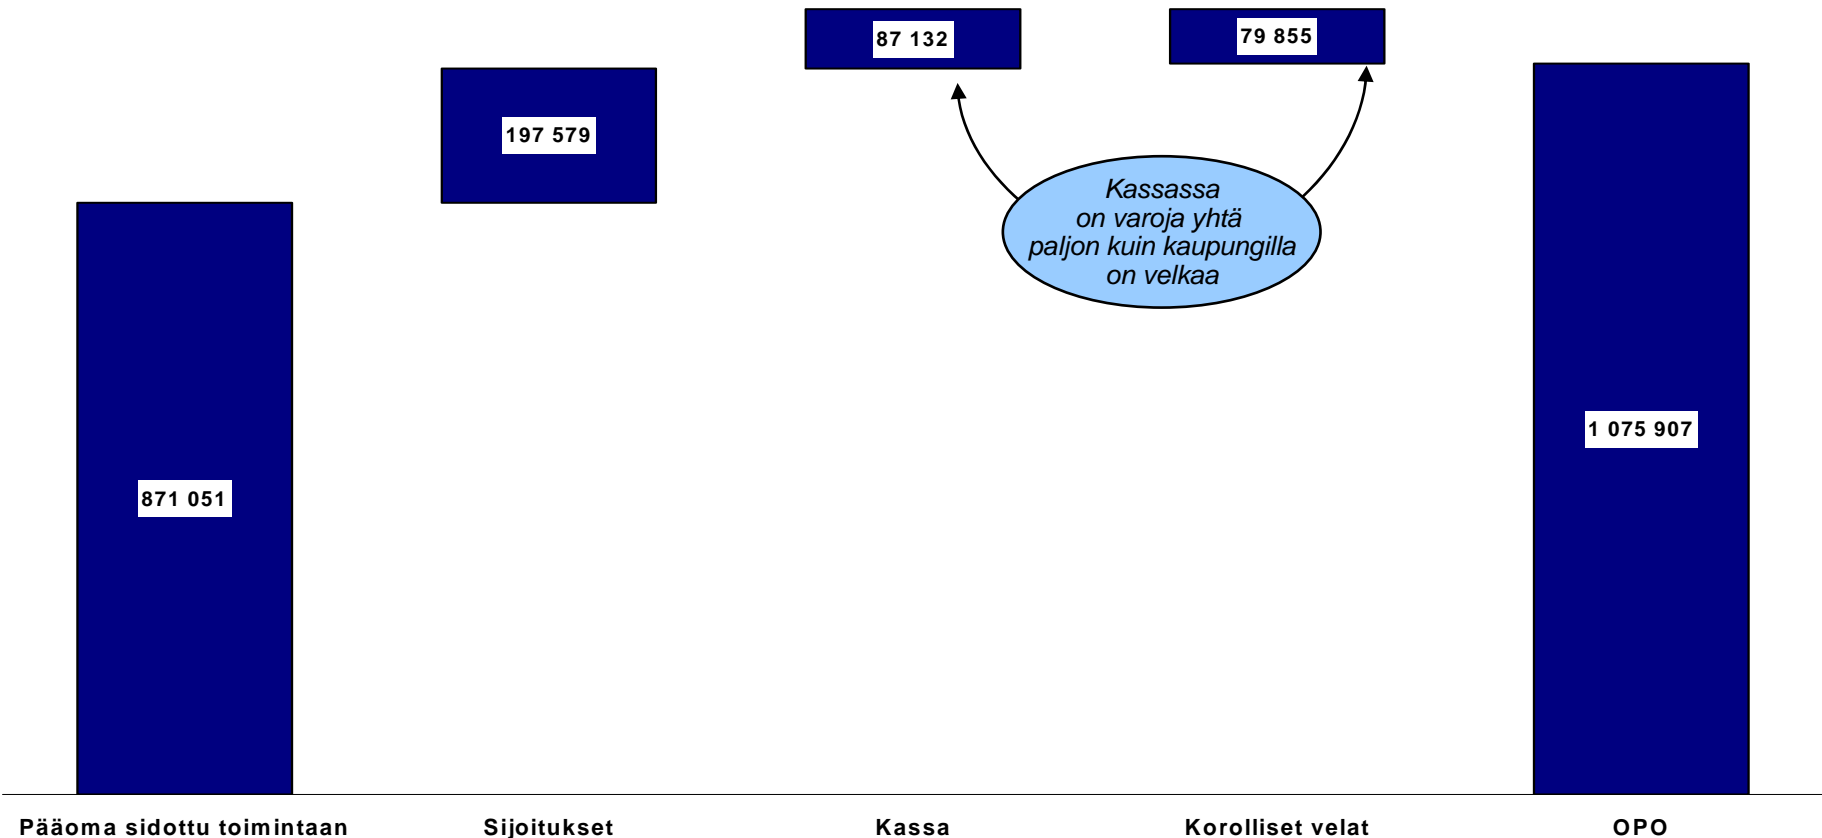 87 132
79 855
197 579
Kassassa
on varoja yhtä
paljon kuin kaupungilla
on velkaa
1 075 907
871 051
Pääoma sidottu toimintaan
Sijoitukset
Kassa
Korolliset velat
OPO